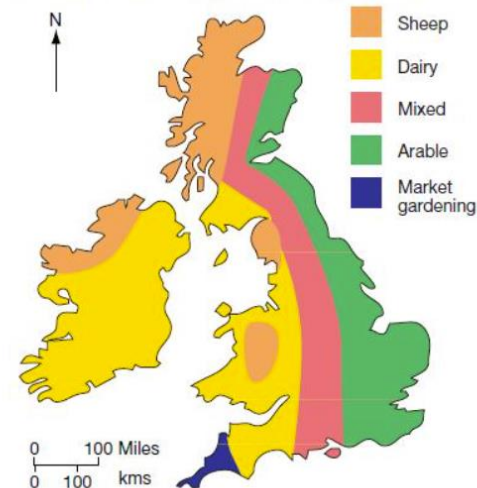 N
Sheep
Dairy
Mixed
Arable
Market
gardening
0 100 Miles
0 100 kms